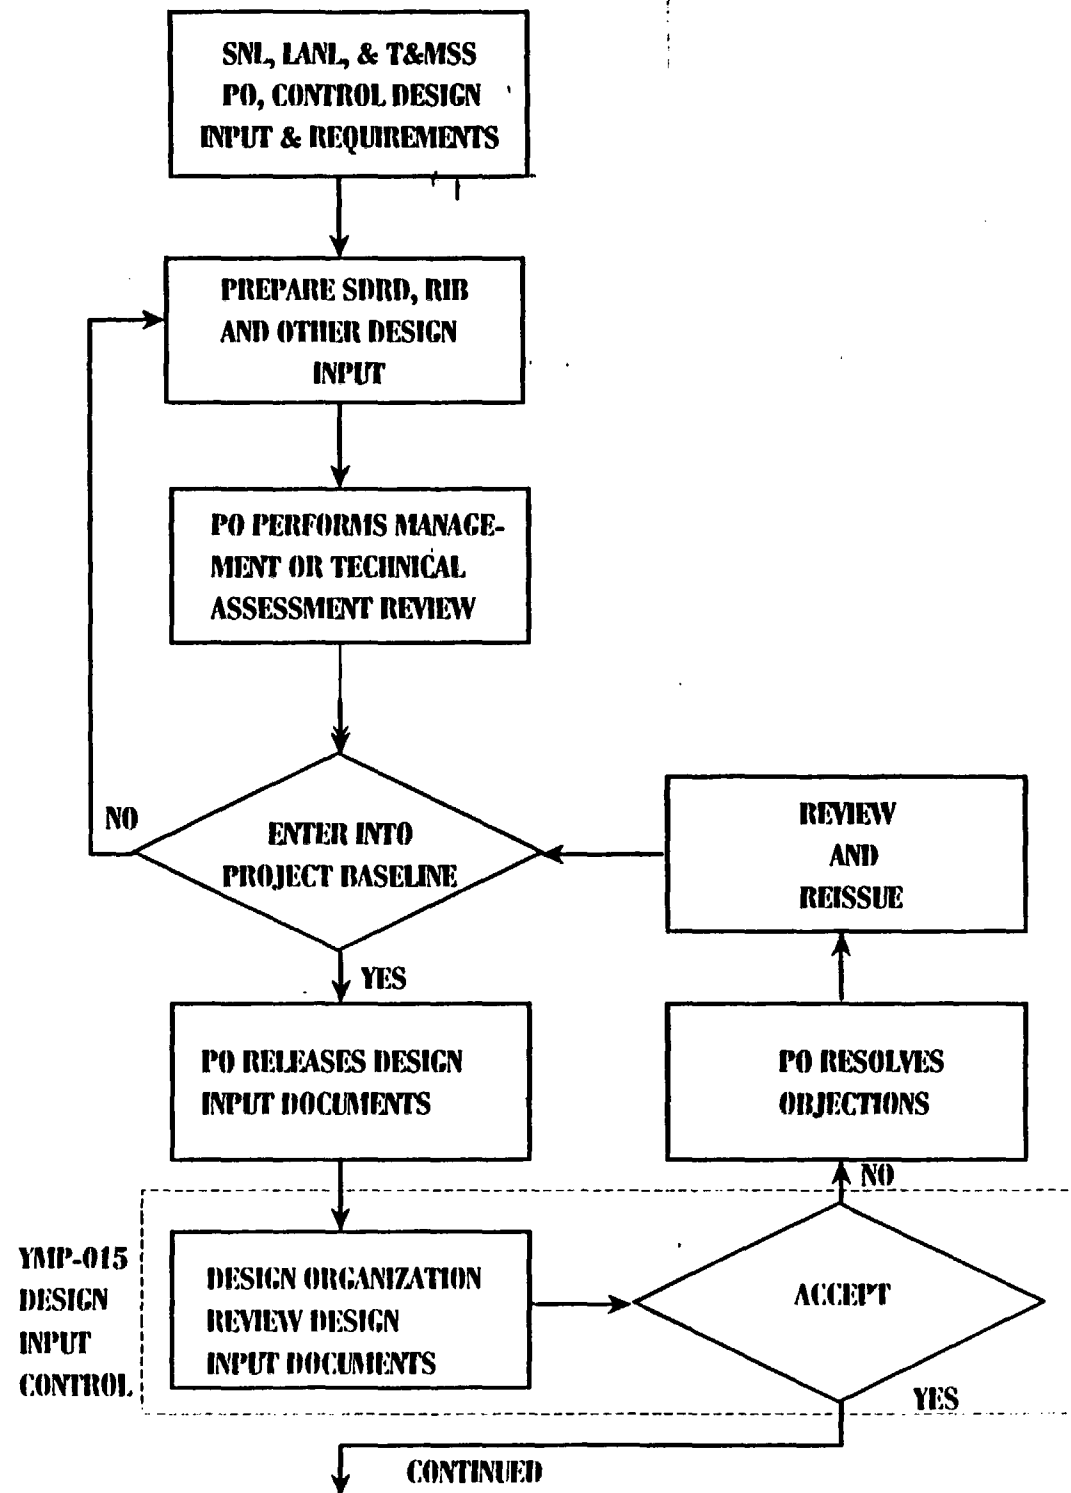 SNL, LANL, & T&MSS
PO, CONTROL DESIGN
INPUT & REQUIREMENTS
PREPARE SDRD, RIB
AND OTHER DESIGN
INPUT
PO PERFORMS MANAGE-
MENT OR TECHNICAL
ASSESSMENT REVIEW
NO
ENTER INTO
PROJECT BASELINE
REVIEW
AND
REISSUE
YES
PO RELEASES DESIGN
INPUT DOCUMENTS
PO RESOLVES
OBJECTIONS
NO
YMP-015
DESIGN
INPUT
CONTROL
DESIGN ORGANIZATION
REVIEW DESIGN
INPUT DOCUMENTS
ACCEPT
YES
CONTINUED